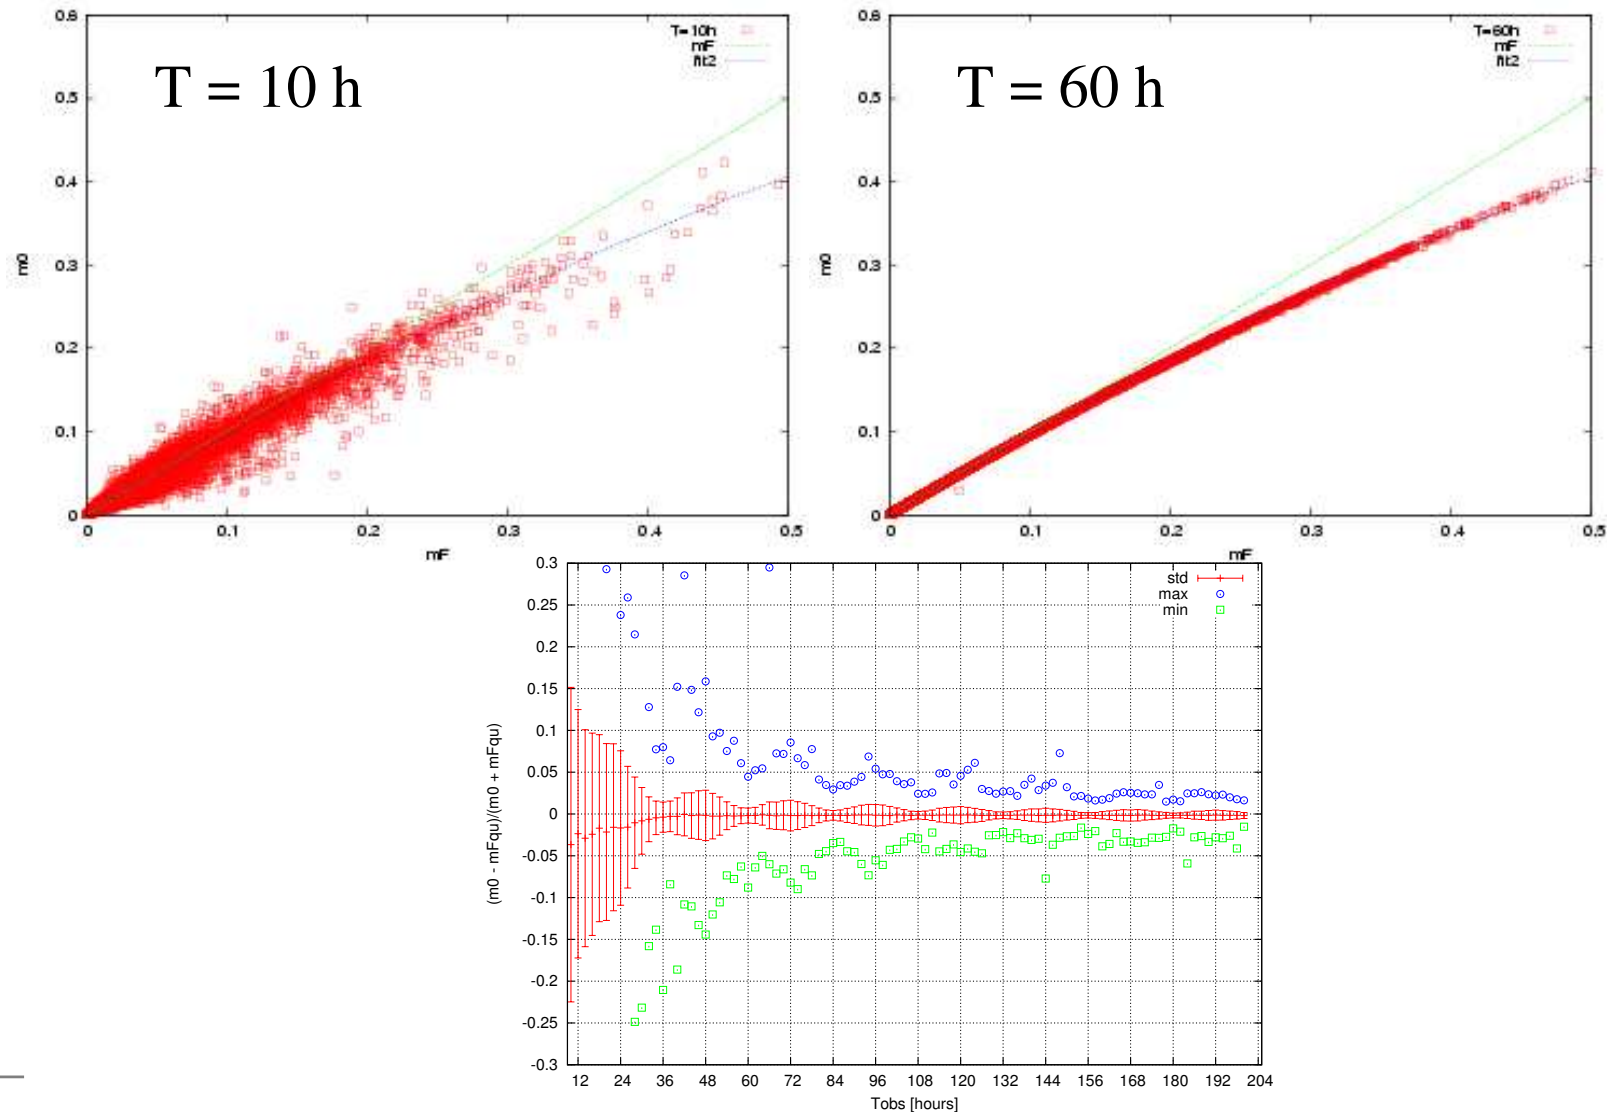 0.6
T=10h
mF
fit2
T = 10 h
0.5
0.4
m0
0.3
0.2
0.1
0
0 0.1 0.2 0.3 0.4 0.5
mF
0.6
T=60h
mF
fit2
T = 60 h
0.5
0.4
m0
0.3
0.2
0.1
0
0 0.1 0.2 0.3 0.4 0.5
mF
0.3
std
max
min
0.25
0.2
0.15
0.1
0.05
0
-0.05
-0.1
-0.15
-0.2
-0.25
-0.3
(m0 - mFqu)/(m0 + mFqu)
12 24 36 48 60 72 84 96 108 120 132 144 156 168 180 192 204
Tobs [hours]